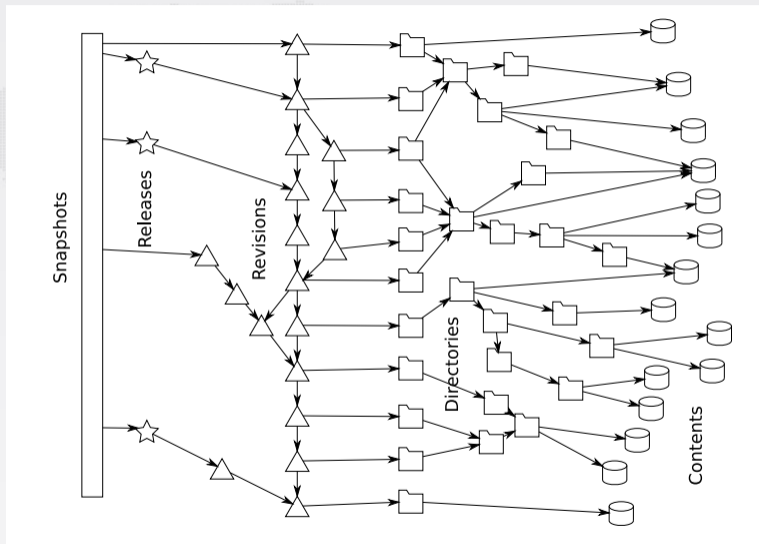 Snapshots
Releases
Revisions
Directories
Contents